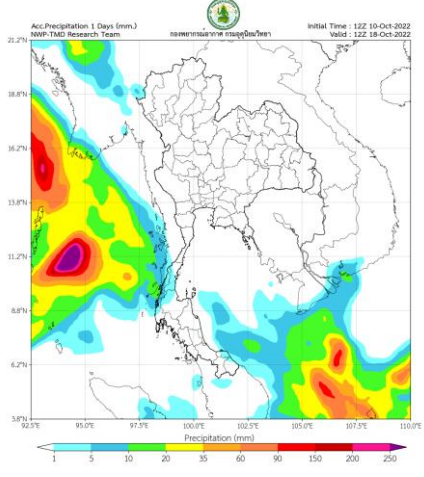 Acc.Precipitation 1 Days (mm.)
NWP-TMD Research Team
กองพยากรณ์อากาศ กรมอุตุนิยมวิทยา
Initial Time : 12Z 10-Oct-2022
Valid : 12Z 18-Oct-2022
21.2°N
18.8°N
16.2°N
13.8°N
11.2°N
8.8°N
6.2°N
3.8°N
92.5°E 95.0°E 97.5°E 100.0°E 102.5°E 105.0°E 107.5°E 110.0°E
Precipitation (mm)
1 5 10 20 35 60 90 150 200 250